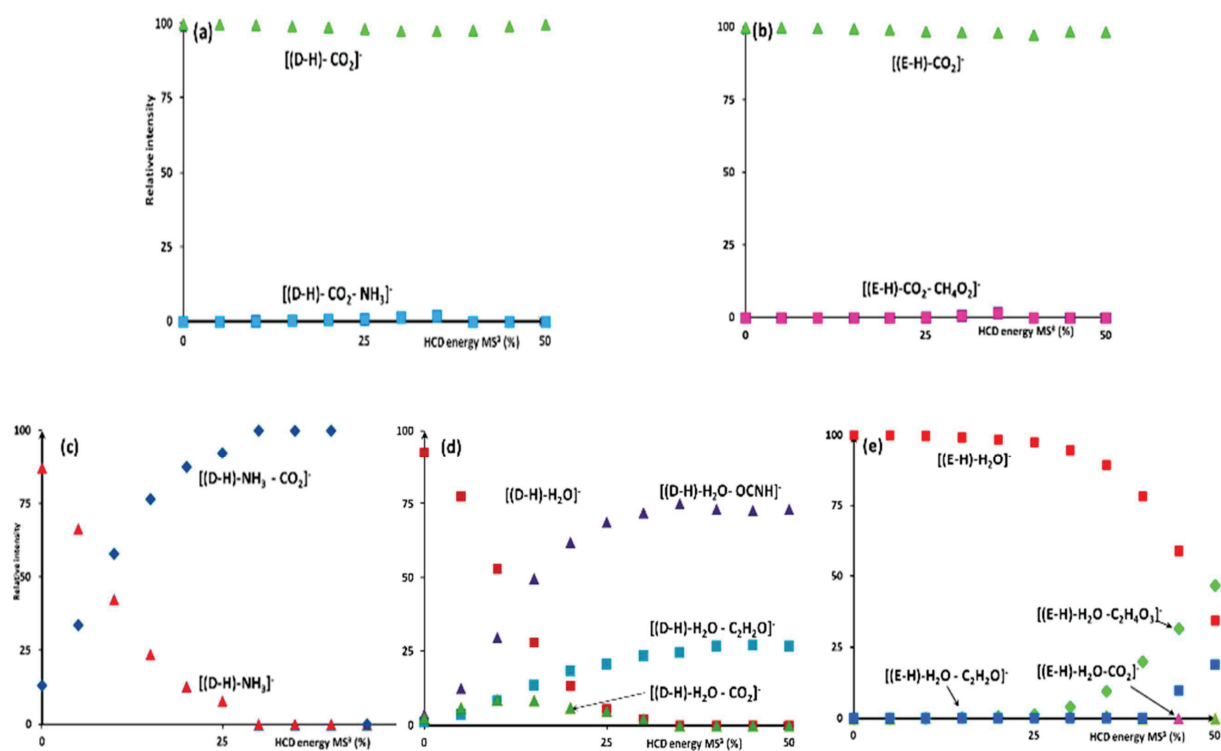 100
(a)
[(D-H)- CO₂]⁻
75
Relative intensity
50
25
[(D-H)- CO₂- NH₃]⁻
0
0
25
HCD energy MS³ (%)
50
100
(b)
[(E-H)-CO₂]⁻
75
50
25
[(E-H)-CO₂-CH₄O₂]⁻
0
0
25
HCD energy MS³ (%)
50
100
(c)
[(D-H)-NH₃ - CO₂]⁻
75
Relative intensity
50
25
[(D-H)-NH₃]⁻
0
0
25
HCD energy MS³ (%)
100
(d)
[(D-H)-H₂O]⁻
[(D-H)-H₂O- OCNH]⁻
75
50
[(D-H)-H₂O - C₂H₂O]⁻
25
[(D-H)-H₂O - CO₂]⁻
0
0
25
HCD energy MS³ (%)
50
100
(e)
[(E-H)-H₂O]⁻
75
50
[(E-H)-H₂O -C₂H₄O₃]⁻
25
[(E-H)-H₂O - C₂H₂O]⁻
[(E-H)-H₂O-CO₂]⁻
0
0
25
HCD energy MS³ (%)
50